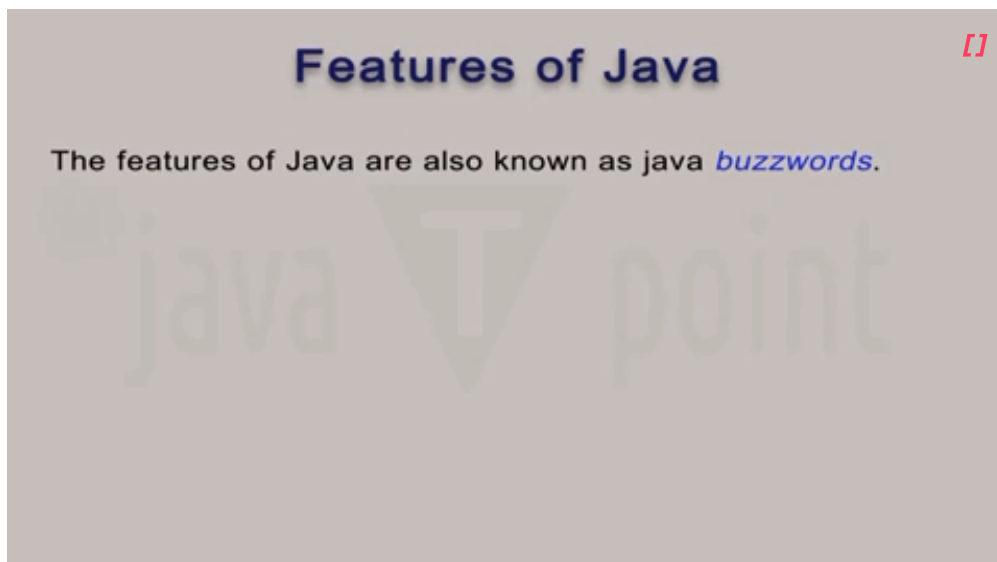 Features of Java
[]
The features of Java are also known as java buzzwords.
java T point